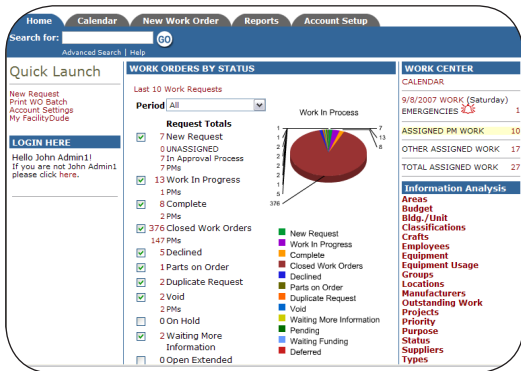 Home
Calendar
New Work Order
Reports
Account Setup
Search for:
GO
Advanced Search | Help
Quick Launch
New Request
Print WO Batch
Account Settings
My FacilityDude
LOGIN HERE
Hello John Admin1!
If you are not John Admin1
please click here.
WORK ORDERS BY STATUS
Last 10 Work Requests
Period All
Request Totals
7 New Request
0 UNASSIGNED
7 In Approval Process
7 PMs
13 Work In Progress
1 PMs
8 Complete
2 PMs
376 Closed Work Orders
147 PMs
5 Declined
1 Parts on Order
2 Duplicate Request
2 Void
2 PMs
0 On Hold
2 Waiting More
Information
0 Open Extended
Work In Process
1
1
2
2
2
1
5
376
7
13
8
New Request
Work In Progress
Complete
Closed Work Orders
Declined
Parts on Order
Duplicate Request
Void
Waiting More Information
Pending
Waiting Funding
Deferred
WORK CENTER
CALENDAR
9/8/2007 WORK (Saturday)
EMERGENCIES 1
ASSIGNED PM WORK 10
OTHER ASSIGNED WORK 17
TOTAL ASSIGNED WORK 27
Information Analysis
Areas
Budget
Bldg./Unit
Classifications
Crafts
Employees
Equipment
Equipment Usage
Groups
Locations
Manufacturers
Outstanding Work
Projects
Priority
Purpose
Status
Suppliers
Types